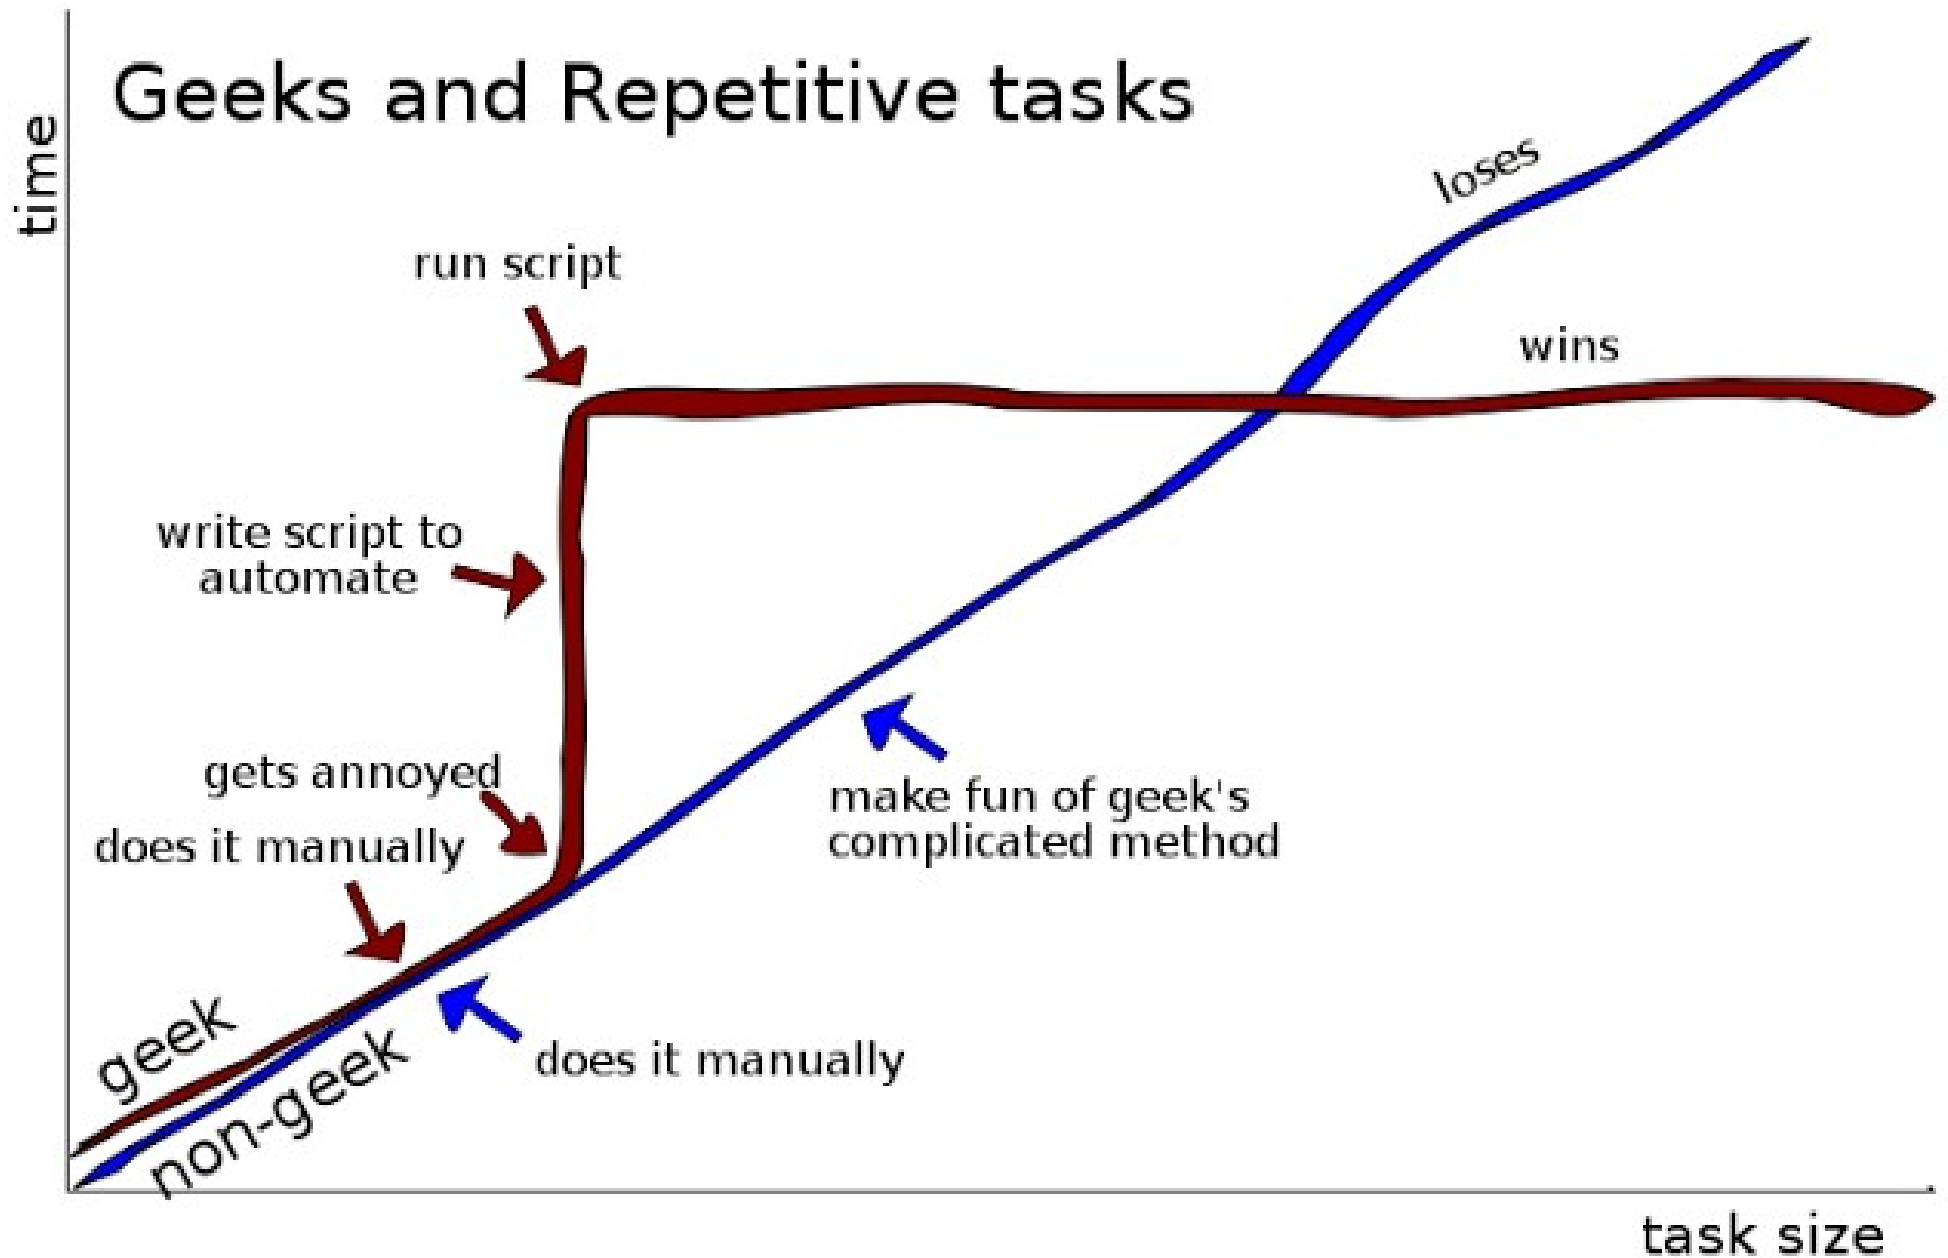 Geeks and Repetitive tasks
time
loses
run script
wins
write script to
automate
gets annoyed
does it manually
make fun of geek's
complicated method
geek
non-geek
does it manually
task size